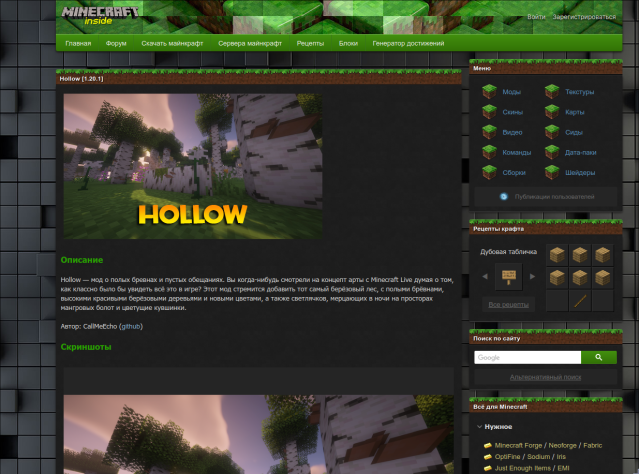 MINECRAFT
inside
Войти Зарегистрироваться
Главная Форум Скачать майнкрафт Сервера майнкрафт Рецепты Блоки Генератор достижений
Hollow [1.20.1]
HOLLOW
Описание
Hollow — мод о полых бревнах и пустых обещаниях. Вы когда-нибудь смотрели на концепт арты с Minecraft Live думая о том,
как классно было бы увидеть всё это в игре? Этот мод стремится добавить тот самый берёзовый лес, с полыми брёвнами,
высокими красивыми берёзовыми деревьями и новыми цветами, а также светлячков, мерцающих в ночи на просторах
мангровых болот и цветущие кувшинки.
Автор: CallMeEcho (github)
Скриншоты
Меню
Моды Текстуры
Скины Карты
Видео Сиды
Команды Дата-паки
Сборки Шейдеры
Публикации пользователей
Рецепты крафта
Дубовая табличка
Все рецепты
Поиск по сайту
Google
Альтернативный поиск
Всё для Minecraft
Нужное
Minecraft Forge / Neoforge / Fabric
OptiFine / Sodium / Iris
Just Enough Items / EMI